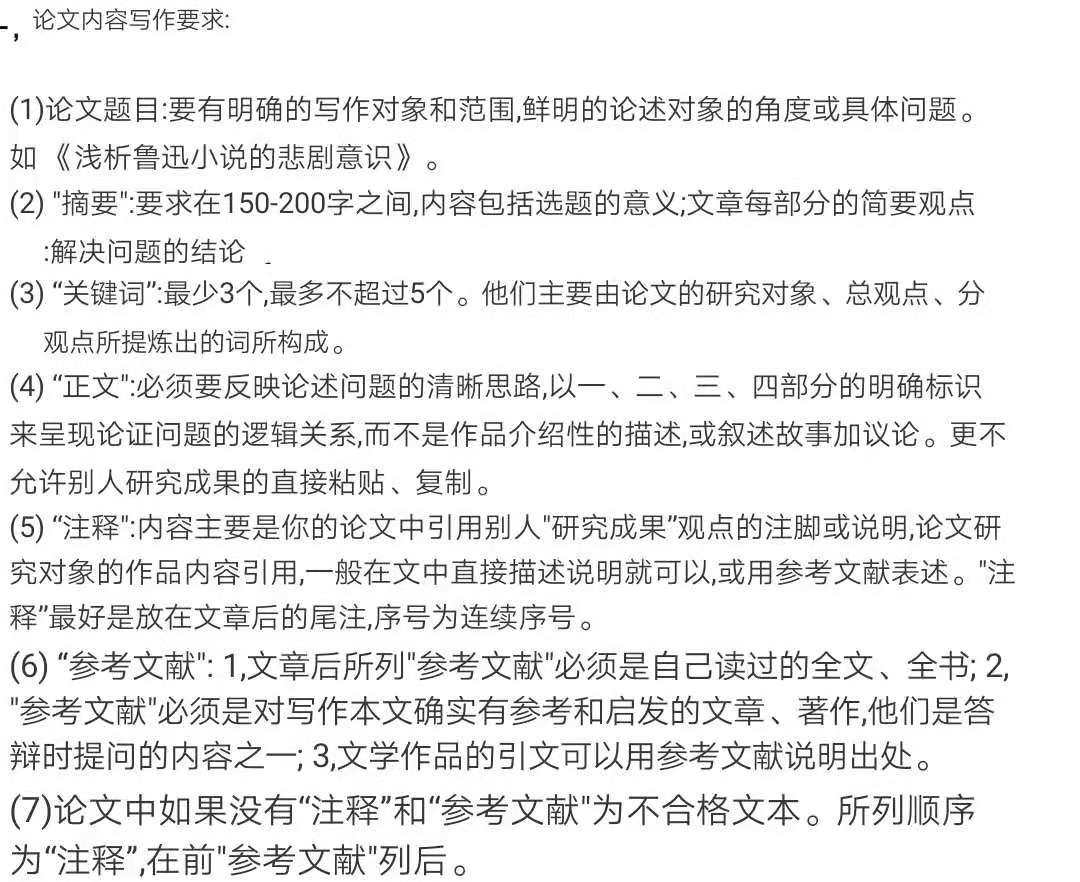 -，论文内容写作要求:
(1)论文题目:要有明确的写作对象和范围,鲜明的论述对象的角度或具体问题。
如《浅析鲁迅小说的悲剧意识》。
(2) "摘要":要求在150-200字之间,内容包括选题的意义;文章每部分的简要观点
:解决问题的结论 .
(3) “关键词”:最少3个,最多不超过5个。他们主要由论文的研究对象、总观点、分
观点所提炼出的词所构成。
(4) “正文":必须要反映论述问题的清晰思路,以一、二、三、四部分的明确标识
来呈现论证问题的逻辑关系,而不是作品介绍性的描述,或叙述故事加议论。更不
允许别人研究成果的直接粘贴、复制。
(5) “注释":内容主要是你的论文中引用别人"研究成果”观点的注脚或说明,论文研
究对象的作品内容引用,一般在文中直接描述说明就可以,或用参考文献表述。"注
释”最好是放在文章后的尾注,序号为连续序号。
(6) “参考文献": 1,文章后所列"参考文献"必须是自己读过的全文、全书; 2,
"参考文献"必须是对写作本文确实有参考和启发的文章、著作,他们是答
辩时提问的内容之一; 3,文学作品的引文可以用参考文献说明出处。
(7)论文中如果没有“注释”和“参考文献"为不合格文本。所列顺序
为“注释”,在前"参考文献"列后。